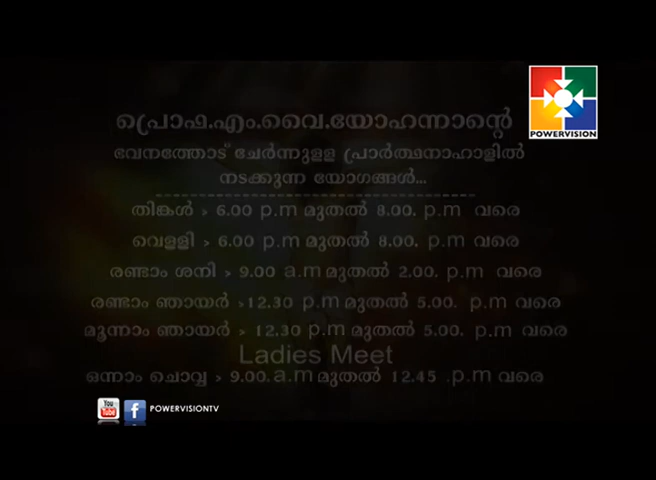 POWERVISION
പ്രൊഫ.എം.വൈ.യോഹന്നാന്റെ
ഭവനത്തോട് ചേർന്നുളള പ്രാർത്ഥനാഹാളിൽ
നടക്കുന്ന യോഗങ്ങൾ...
തിങ്കൾ > 6.00 p.m മുതൽ 8.00. p.m വരെ
വെളളി > 6.00 p.m മുതൽ 8.00. p.m വരെ
രണ്ടാം ശനി > 9.00 a.m മുതൽ 2.00. p.m വരെ
രണ്ടാം ഞായർ >12.30 p.m മുതൽ 5.00. p.m വരെ
മൂന്നാം ഞായർ > 12.30 p.m മുതൽ 5.00. p.m വരെ
Ladies Meet
ഒന്നാം ചൊവ്വ > 9.00.a.m മുതൽ 12.45 .p.m വരെ
You Tube f POWERVISIONTV